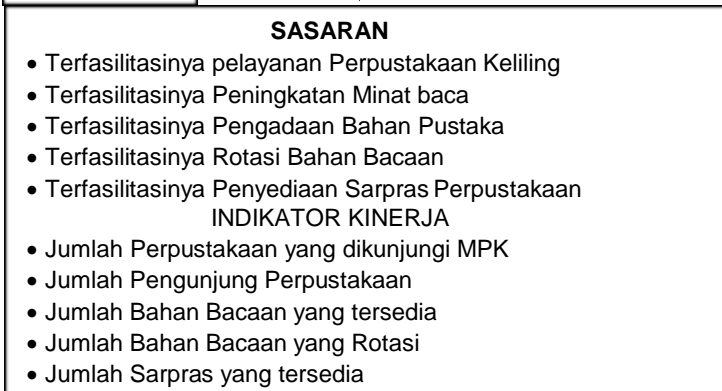 SASARAN
• Terfasilitasinya pelayanan Perpustakaan Keliling
• Terfasilitasinya Peningkatan Minat baca
• Terfasilitasinya Pengadaan Bahan Pustaka
• Terfasilitasinya Rotasi Bahan Bacaan
• Terfasilitasinya Penyediaan Sarpras Perpustakaan
INDIKATOR KINERJA
• Jumlah Perpustakaan yang dikunjungi MPK
• Jumlah Pengunjung Perpustakaan
• Jumlah Bahan Bacaan yang tersedia
• Jumlah Bahan Bacaan yang Rotasi
• Jumlah Sarpras yang tersedia